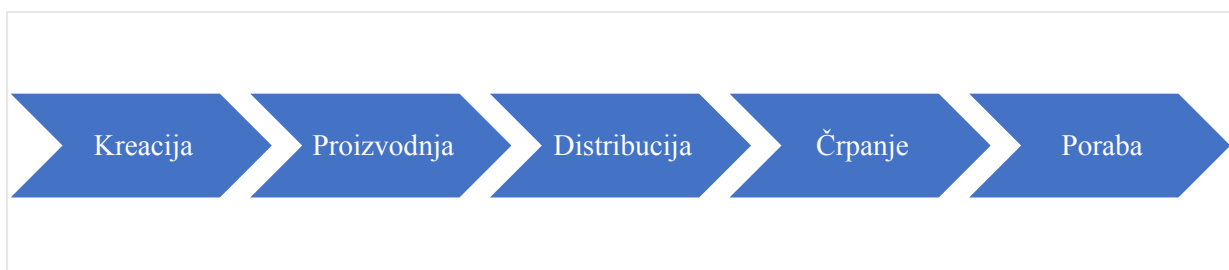 Kreacija
Proizvodnja
Distribucija
Črpanje
Poraba